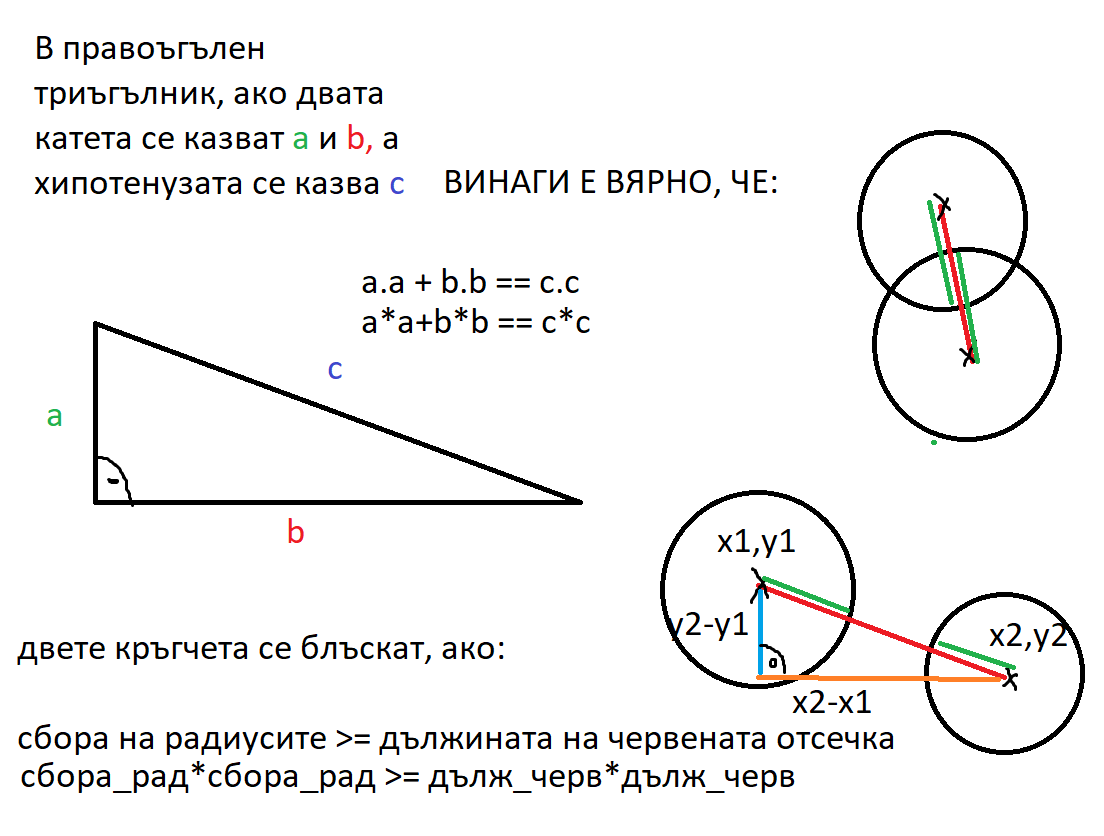 В правоъгълен
триъгълник, ако двата
катета се казват a и b, а
хипотенузата се казва c
ВИНАГИ Е ВЯРНО, ЧЕ:
a.a + b.b == c.c
a*a+b*b == c*c
c
a
b
x1,y1
y2-y1
x2,y2
x2-x1
двете кръгчета се блъскат, ако:
сбора на радиусите >= дължината на червената отсечка
сбора_рад*сбора_рад >= дълж_черв*дълж_черв